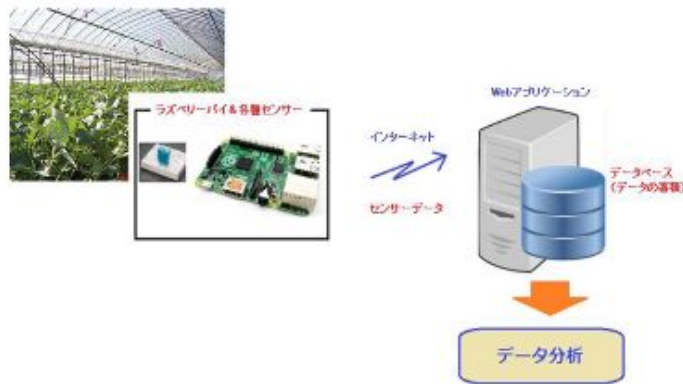 ラズベリーパイ&各種センサー
Webアプリケーション
インターネット
センサーデータ
データベース
(データの蓄積)
データ分析